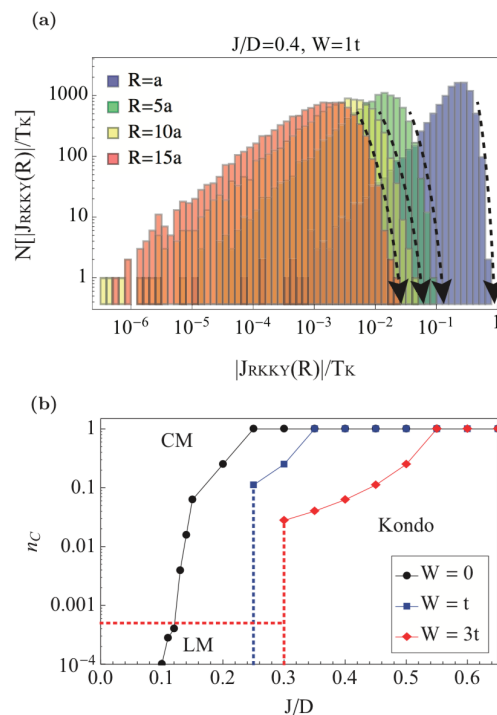 (a)
J/D=0.4, W=1t
R=a
R=5a
R=10a
R=15a
N[|JRKKY(R)|/TK]
1000
100
10
1
10⁻⁶ 10⁻⁵ 10⁻⁴ 10⁻³ 10⁻² 10⁻¹ 1
|JRKKY(R)|/TK
(b)
CM
Kondo
LM
W = 0
W = t
W = 3t
nC
1
0.1
0.01
0.001
10⁻⁴
0.0 0.1 0.2 0.3 0.4 0.5 0.6
J/D